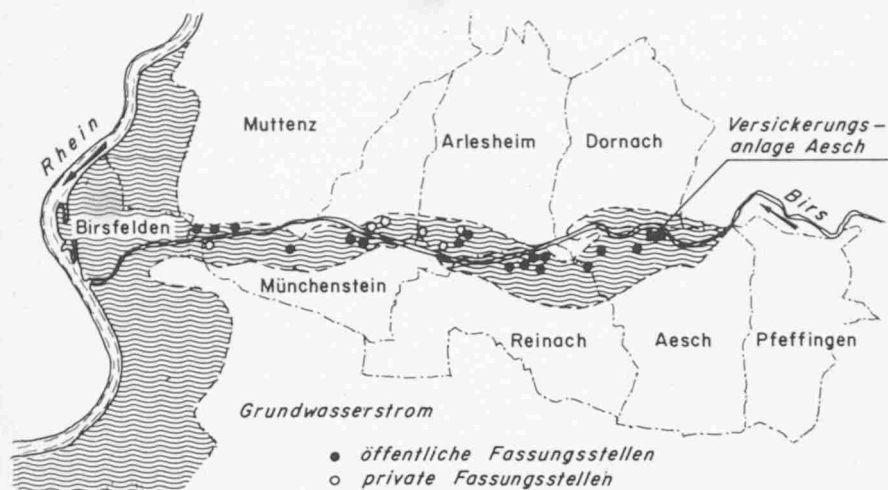 Rhein
Muttenz
Arlesheim
Dornach
Versickerungs-
anlage Aesch
Birs
Birsfelden
Münchenstein
Reinach
Aesch
Pfeffingen
Grundwasserstrom
öffentliche Fassungsstellen
private Fassungsstellen